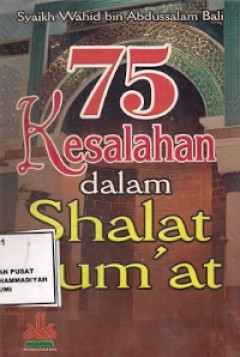 Syaikh Wahid bin Abdussalam Bali
75
Kesalahan
dalam
Shalat
um'at
AN PUSAT
HAMMADIYAH
UMI